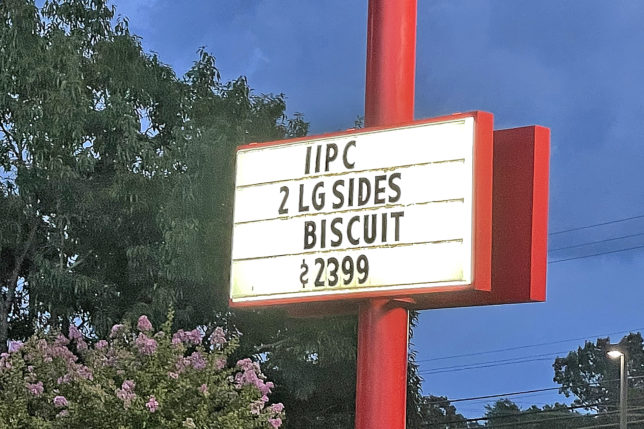 11PC
2 LG SIDES
BISCUIT
$2399